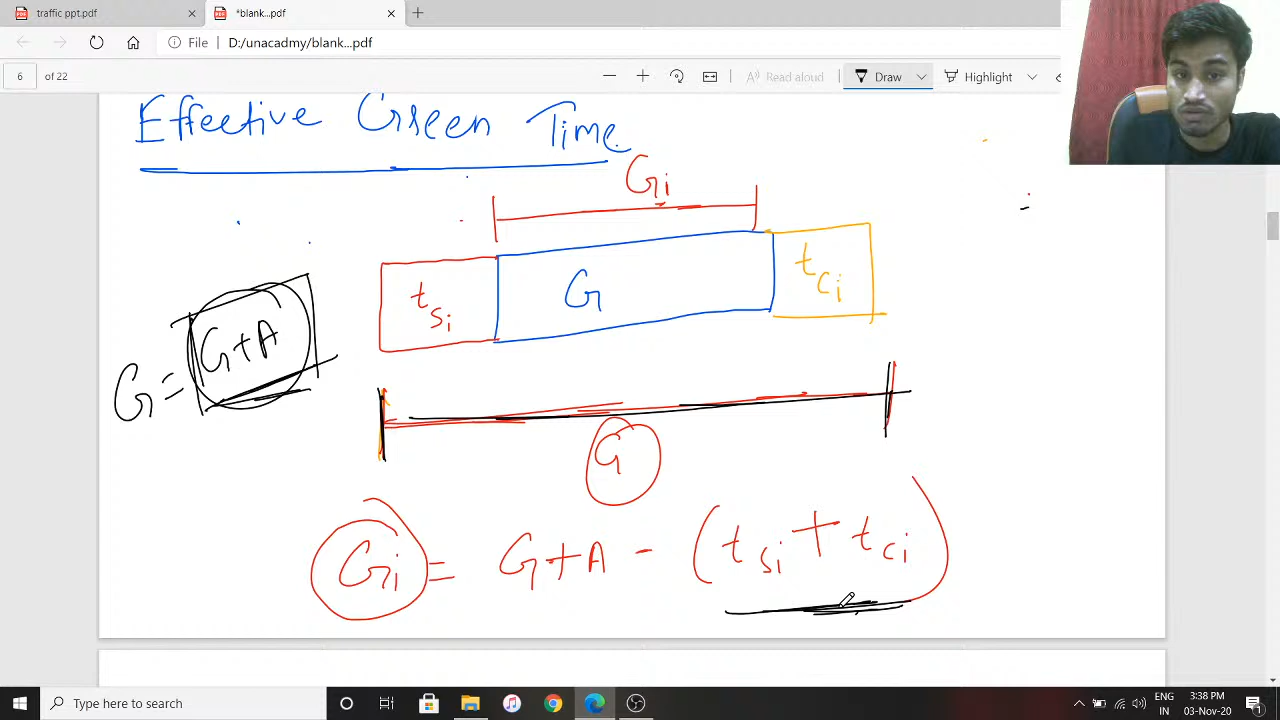 traffic ppt.pdf
*blank...pdf
File D:/unacadmy/blank...pdf
6 of 22
Read aloud
Draw
Highlight
Effective Green Time
Gi
tsi G tci
G = G+A
G
Gi = G+A - (tsi + tci)
Type here to search
ENG
IN
3:38 PM
03-Nov-20
1